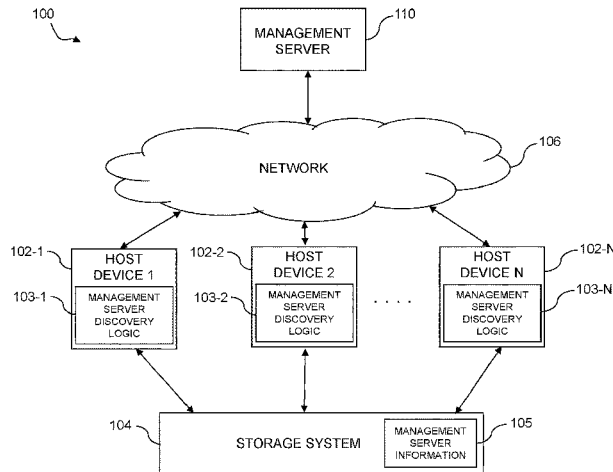 100
110
MANAGEMENT
SERVER
106
NETWORK
102-1
HOST
DEVICE 1
103-1
MANAGEMENT
SERVER
DISCOVERY
LOGIC
102-2
HOST
DEVICE 2
103-2
MANAGEMENT
SERVER
DISCOVERY
LOGIC
. . . .
HOST
DEVICE N
102-N
MANAGEMENT
SERVER
DISCOVERY
LOGIC
103-N
104
STORAGE SYSTEM
MANAGEMENT
SERVER
INFORMATION
105